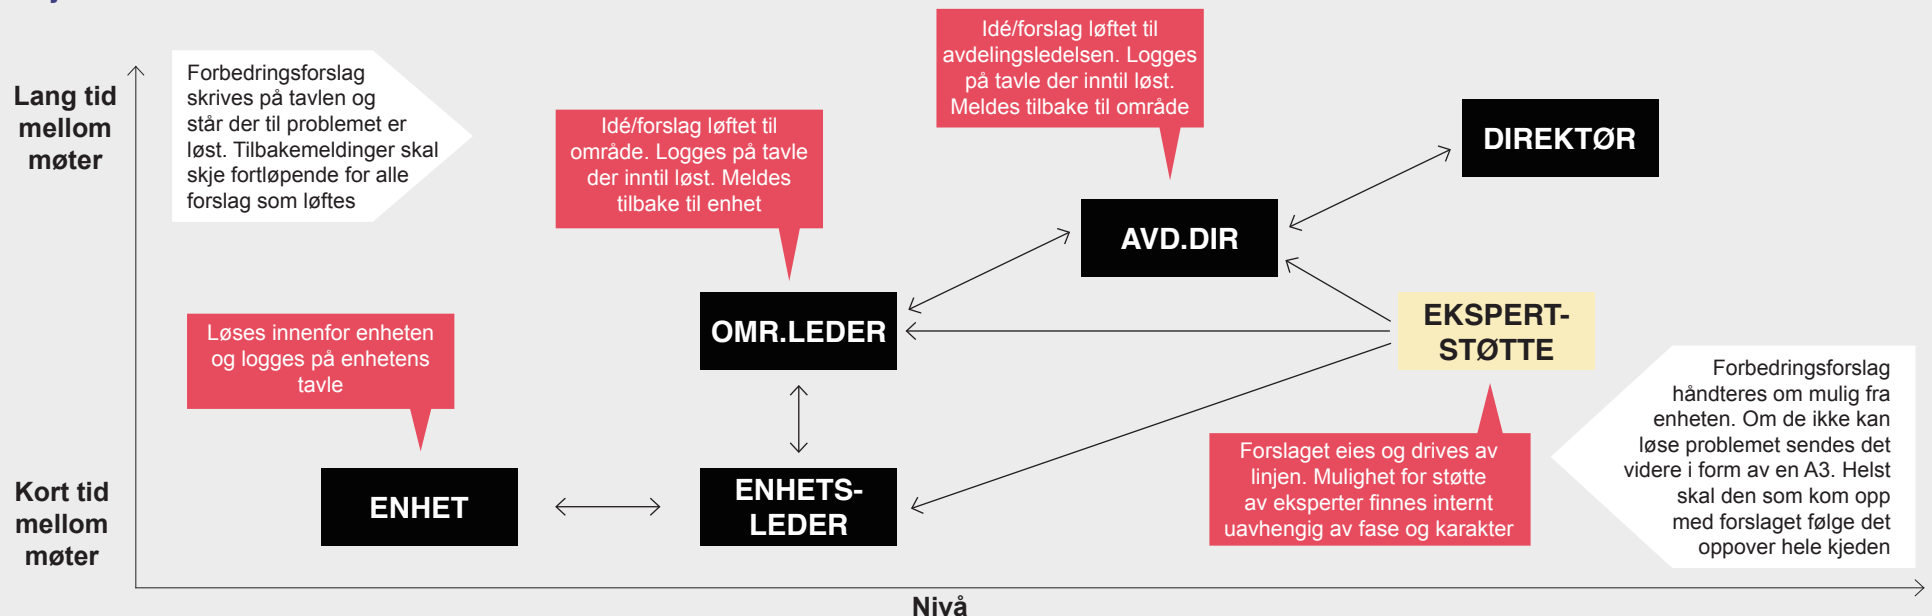 Lang tid
mellom
møter
Forbedringsforslag
skrives på tavlen og
står der til problemet er
løst. Tilbakemeldinger skal
skje fortløpende for alle
forslag som løftes
Idé/forslag løftet til
område. Logges på tavle
der inntil løst. Meldes
tilbake til enhet
Idé/forslag løftet til
avdelingsledelsen. Logges
på tavle der inntil løst.
Meldes tilbake til område
DIREKTØR
AVD.DIR
OMR.LEDER
EKSPERT-
STØTTE
Løses innenfor enheten
og logges på enhetens
tavle
Kort tid
mellom
møter
ENHET
ENHETS-
LEDER
Forslaget eies og drives av
linjen. Mulighet for støtte
av eksperter finnes internt
uavhengig av fase og karakter
Forbedringsforslag
håndteres om mulig fra
enheten. Om de ikke kan
løse problemet sendes det
videre i form av en A3. Helst
skal den som kom opp
med forslaget følge det
oppover hele kjeden
Nivå